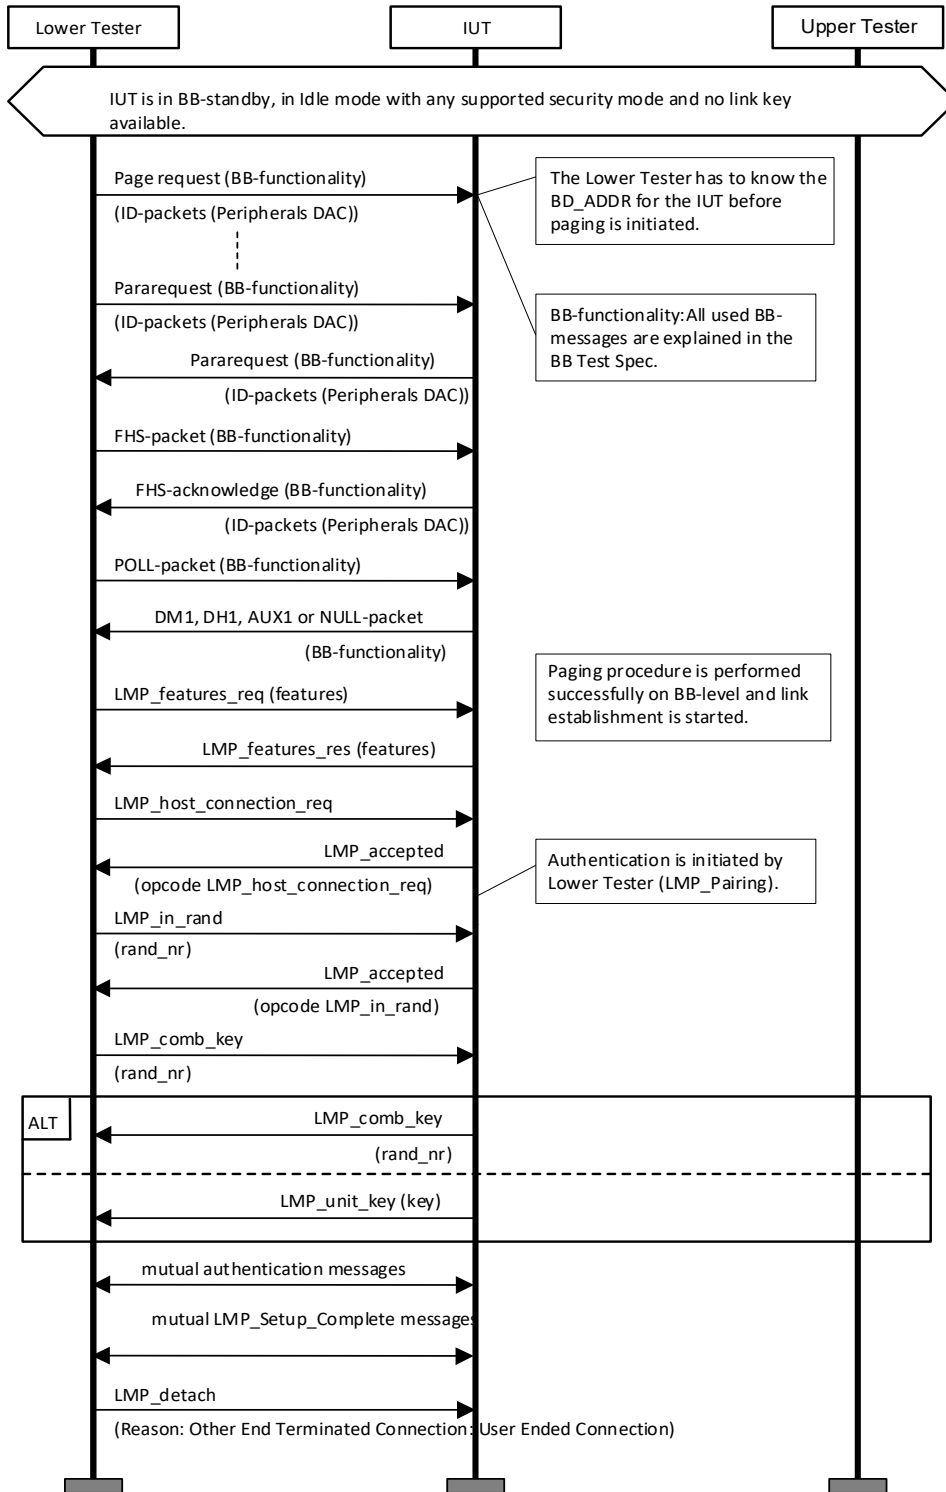 Lower Tester
IUT
Upper Tester
IUT is in BB-standby, in Idle mode with any supported security mode and no link key
available.
Page request (BB-functionality)
(ID-packets (Peripherals DAC))
The Lower Tester has to know the
BD_ADDR for the IUT before
paging is initiated.
Pararequest (BB-functionality)
(ID-packets (Peripherals DAC))
BB-functionality: All used BB-
messages are explained in the
BB Test Spec.
Pararequest (BB-functionality)
(ID-packets (Peripherals DAC))
FHS-packet (BB-functionality)
FHS-acknowledge (BB-functionality)
(ID-packets (Peripherals DAC))
POLL-packet (BB-functionality)
DM1, DH1, AUX1 or NULL-packet
(BB-functionality)
Paging procedure is performed
successfully on BB-level and link
establishment is started.
LMP_features_req (features)
LMP_features_res (features)
LMP_host_connection_req
LMP_accepted
(opcode LMP_host_connection_req)
Authentication is initiated by
Lower Tester (LMP_Pairing).
LMP_in_rand
(rand_nr)
LMP_accepted
(opcode LMP_in_rand)
LMP_comb_key
(rand_nr)
ALT
LMP_comb_key
(rand_nr)
LMP_unit_key (key)
mutual authentication messages
mutual LMP_Setup_Complete messages
LMP_detach
(Reason: Other End Terminated Connection: User Ended Connection)